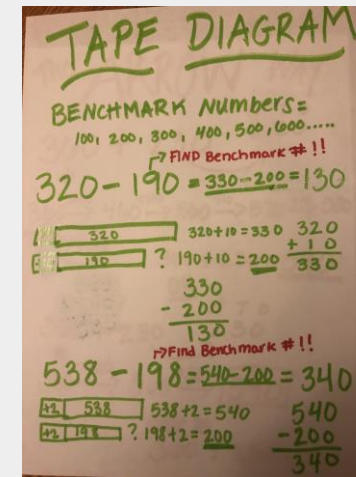 TAPE DIAGRAM
BENCHMARK Numbers=
100, 200, 300, 400, 500, 600.....
FIND Benchmark #!!
320-190=330-200=130
320 320+10=330
190 ? 190+10=200
320
+10
330
330
-200
130
Find Benchmark #!!
538-198=540-200=340
+2 538 538+2=540
+2 198 ? 198+2=200
540
-200
340